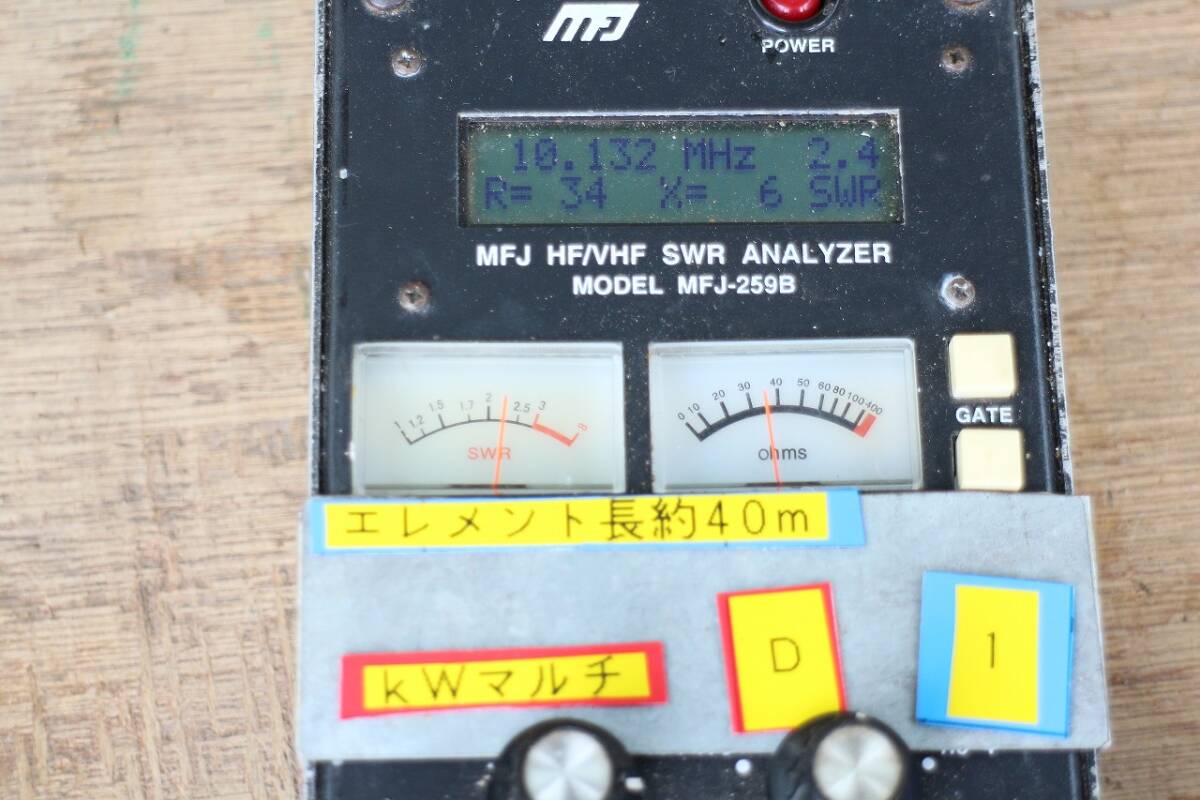 MFJ
POWER
10.132 MHz 2.4
R= 34 X= 6 SWR
MFJ HF/VHF SWR ANALYZER
MODEL MFJ-259B
1 1.2 1.5 1.7 2 2.5 3 8
SWR
0 10 20 30 40 50 60 80 100 400
ohms
GATE
エレメント長約40m
kWマルチ
D
1